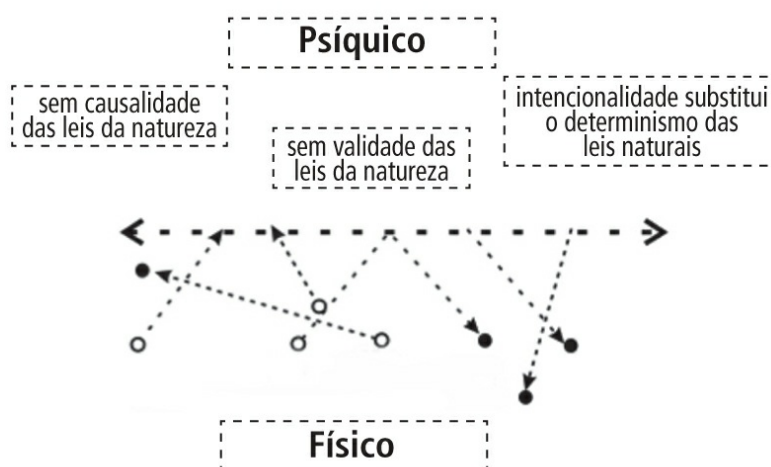 Psíquico
sem causalidade
das leis da natureza
sem validade das
leis da natureza
intencionalidade substitui
o determinismo das
leis naturais
Físico